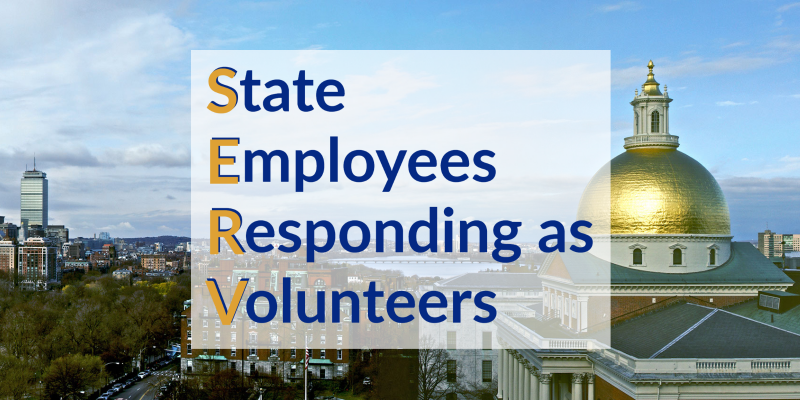 State
Employees
Responding as
Volunteers